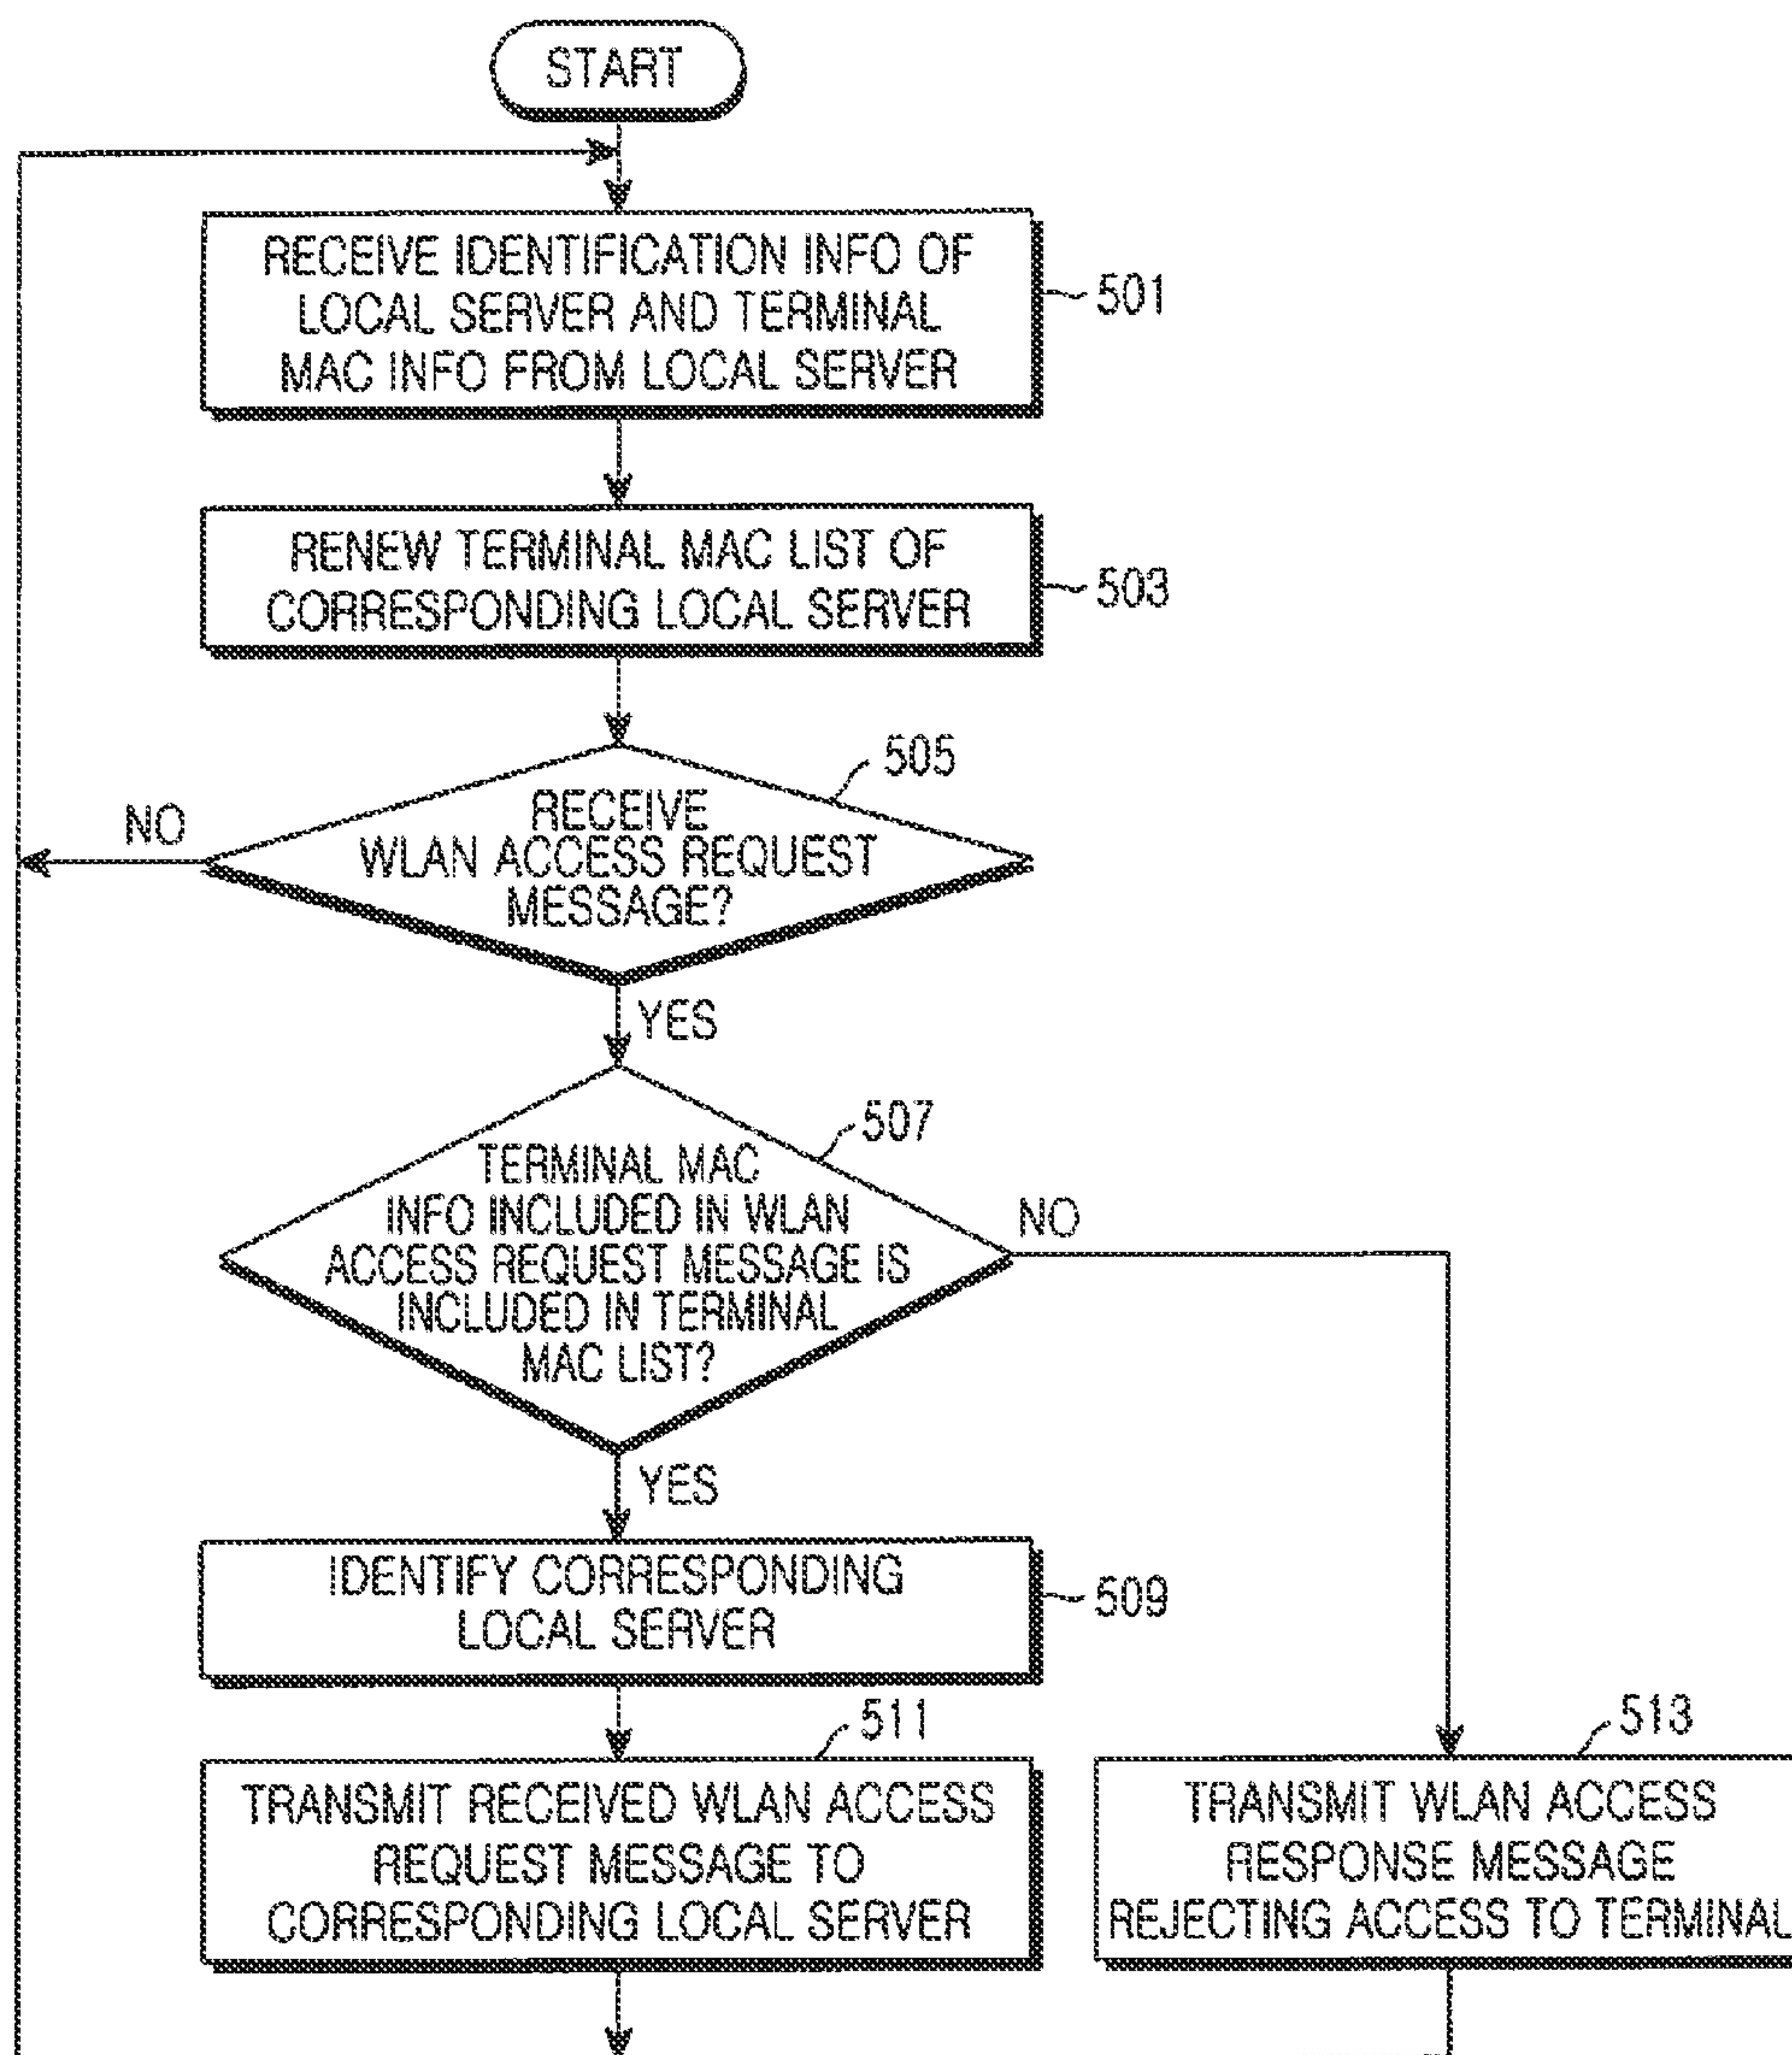 START
RECEIVE IDENTIFICATION INFO OF
LOCAL SERVER AND TERMINAL
MAC INFO FROM LOCAL SERVER
501
RENEW TERMINAL MAC LIST OF
CORRESPONDING LOCAL SERVER
503
505
RECEIVE
WLAN ACCESS REQUEST
MESSAGE?
NO
YES
507
TERMINAL MAC
INFO INCLUDED IN WLAN
ACCESS REQUEST MESSAGE IS
INCLUDED IN TERMINAL
MAC LIST?
NO
YES
IDENTIFY CORRESPONDING
LOCAL SERVER
509
511
TRANSMIT RECEIVED WLAN ACCESS
REQUEST MESSAGE TO
CORRESPONDING LOCAL SERVER
513
TRANSMIT WLAN ACCESS
RESPONSE MESSAGE
REJECTING ACCESS TO TERMINAL